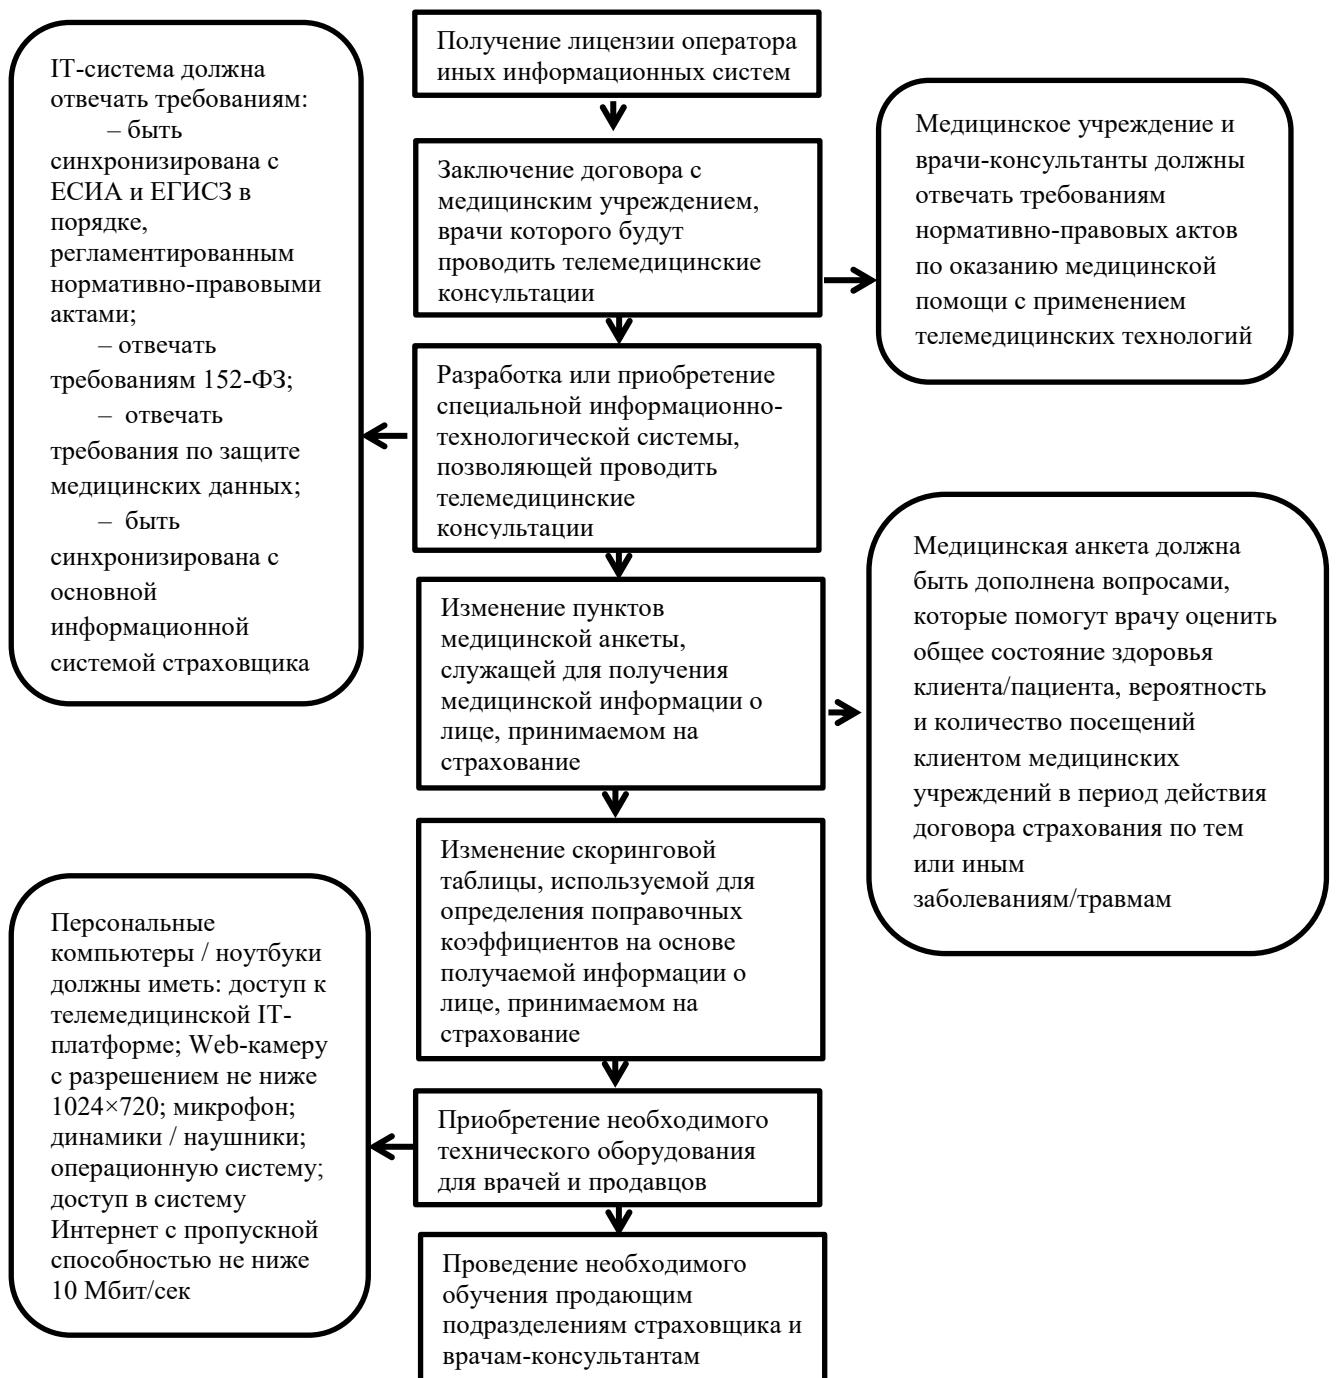 Получение лицензии оператора
иных информационных систем
IT-система должна
отвечать требованиям:
– быть
синхронизирована с
ЕСИА и ЕГИСЗ в
порядке,
регламентированным
нормативно-правовыми
актами;
– отвечать
требованиям 152-ФЗ;
– отвечать
требования по защите
медицинских данных;
– быть
синхронизирована с
основной
информационной
системой страховщика
Заключение договора с
медицинским учреждением,
врачи которого будут
проводить телемедицинские
консультации
Медицинское учреждение и
врачи-консультанты должны
отвечать требованиям
нормативно-правовых актов
по оказанию медицинской
помощи с применением
телемедицинских технологий
Разработка или приобретение
специальной информационно-
технологической системы,
позволяющей проводить
телемедицинские
консультации
Изменение пунктов
медицинской анкеты,
служащей для получения
медицинской информации о
лице, принимаемом на
страхование
Медицинская анкета должна
быть дополнена вопросами,
которые помогут врачу оценить
общее состояние здоровья
клиента/пациента, вероятность
и количество посещений
клиентом медицинских
учреждений в период действия
договора страхования по тем
или иным
заболеваниям/травмам
Изменение скоринговой
таблицы, используемой для
определения поправочных
коэффициентов на основе
получаемой информации о
лице, принимаемом на
страхование
Персональные
компьютеры / ноутбуки
должны иметь: доступ к
телемедицинской IT-
платформе; Web-камеру
с разрешением не ниже
1024×720; микрофон;
динамики / наушники;
операционную систему;
доступ в систему
Интернет с пропускной
способностью не ниже
10 Мбит/сек
Приобретение необходимого
технического оборудования
для врачей и продавцов
Проведение необходимого
обучения продающим
подразделениям страховщика и
врачам-консультантам